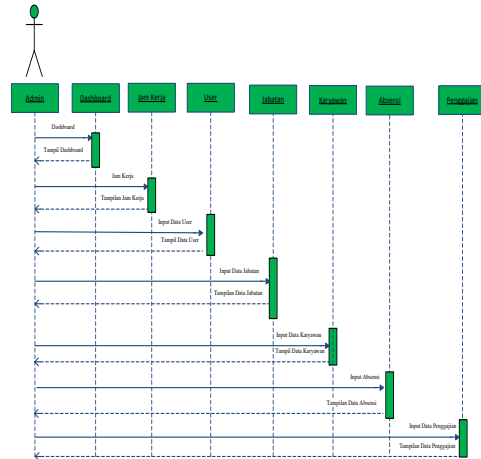 Admin
Dashboard
Jam Kerja
User
Jabatan
Karyawan
Absensi
Penggajian
Dashboard
Tampil Dashboard
Jam Kerja
Tampilan Jam Kerja
Input Data User
Tampil Data User
Input Data Jabatan
Tampilan Data Jabatan
Input Data Karyawan
Tampil Data Karyawan
Input Absensi
Tampilan Data Absensi
Input Data Penggajian
Tampilan Data Penggajian